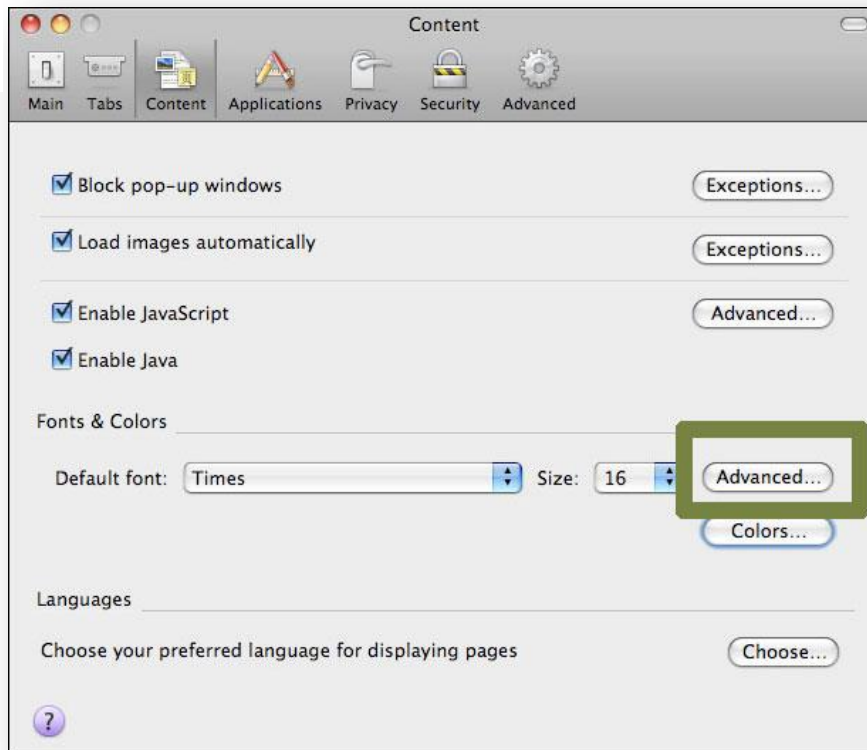 Content
Main Tabs Content Applications Privacy Security Advanced
Block pop-up windows Exceptions...
Load images automatically Exceptions...
Enable JavaScript Advanced...
Enable Java
Fonts & Colors
Default font: Times Size: 16 Advanced...
Colors...
Languages
Choose your preferred language for displaying pages Choose...
?